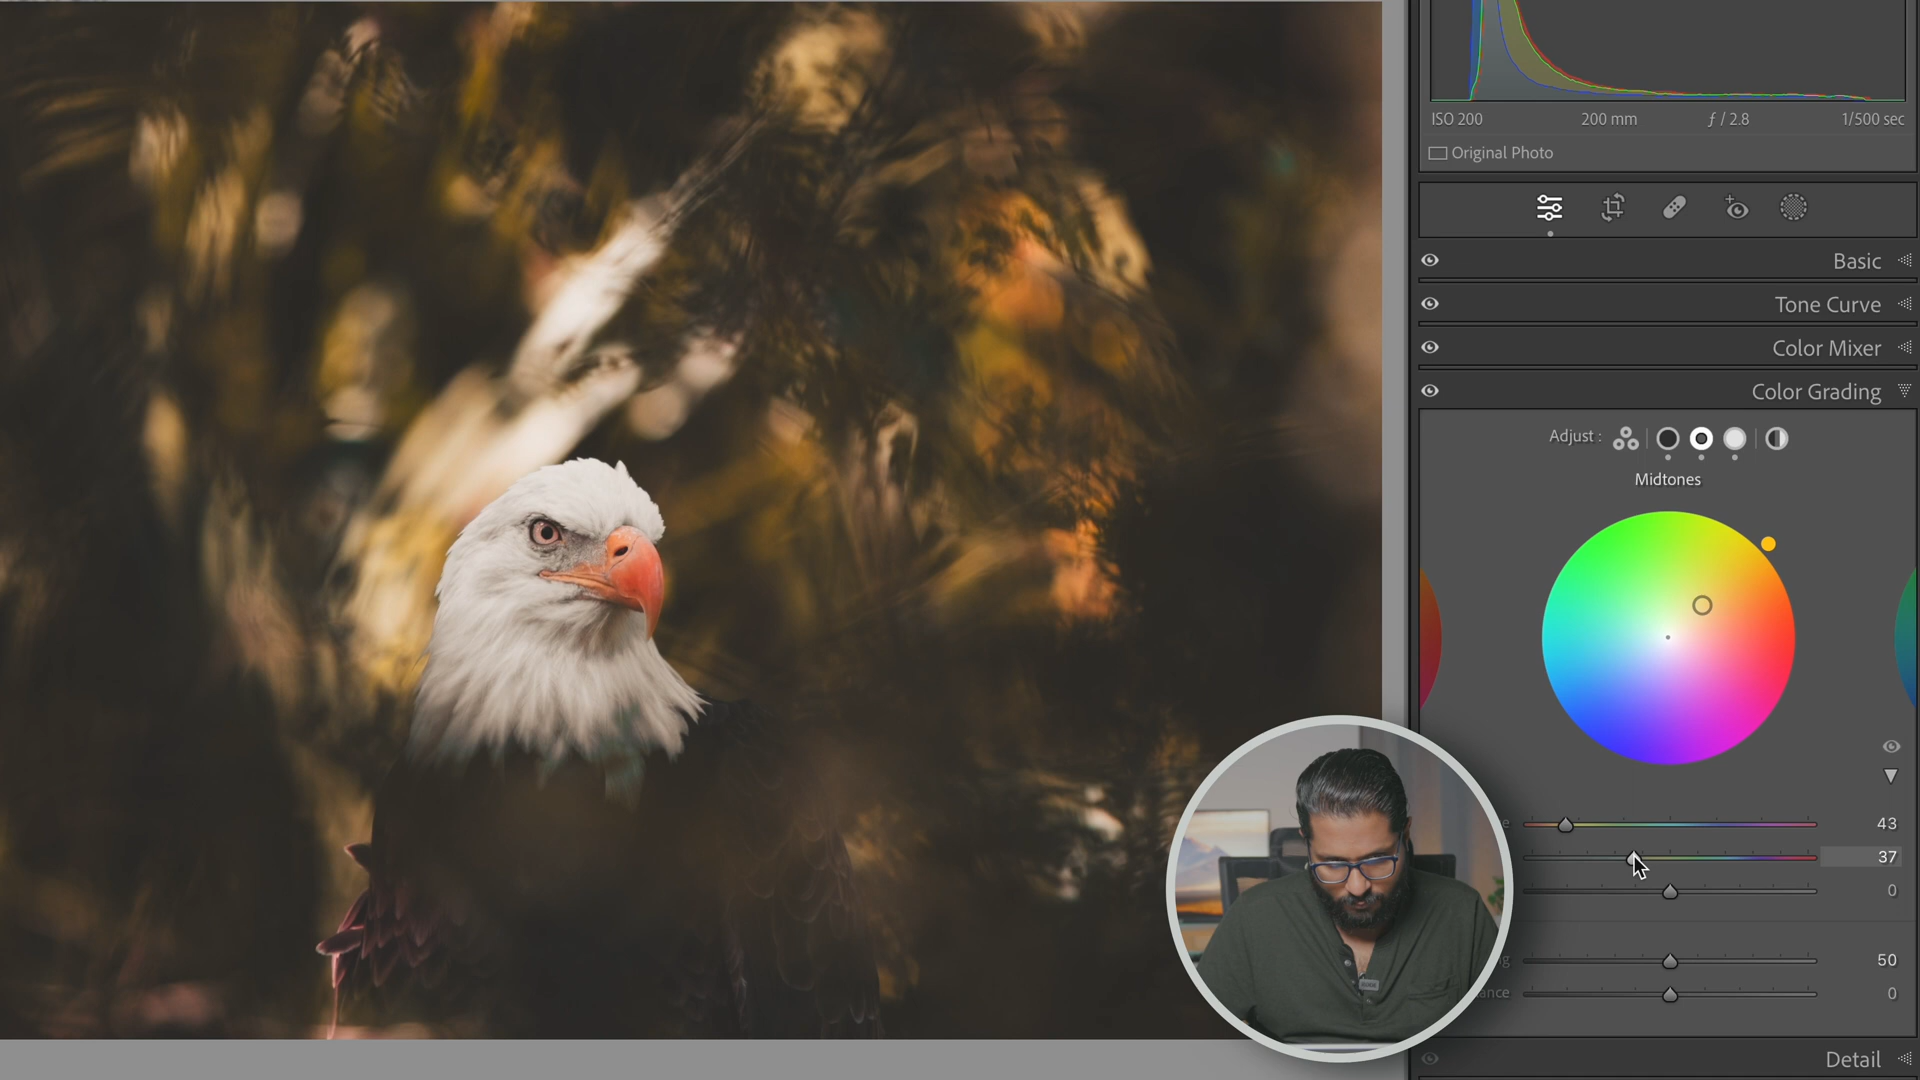 ISO 200 200 mm ƒ / 2.8 1/500 sec
Original Photo
Basic
Tone Curve
Color Mixer
Color Grading
Adjust :
Midtones
43
37
0
50
0
Detail